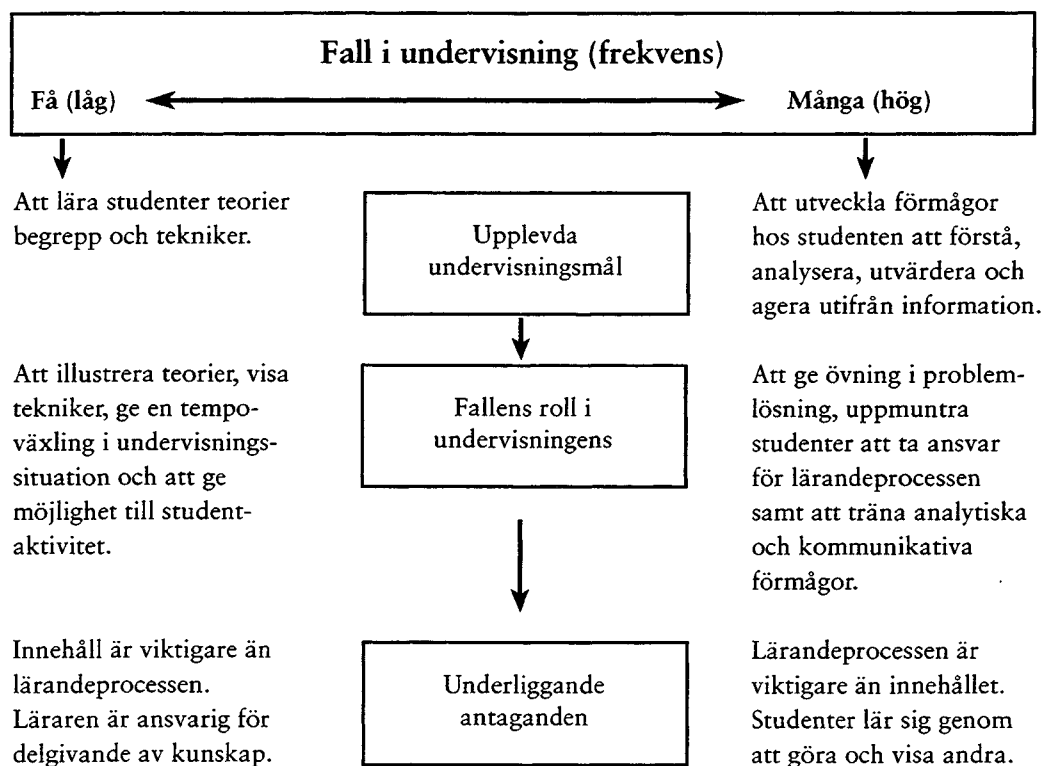 Fall i undervisning (frekvens)
Få (låg)
Många (hög)
Att lära studenter teorier
begrepp och tekniker.
Upplevda
undervisningsmål
Att utveckla förmågor
hos studenten att förstå,
analysera, utvärdera och
agera utifrån information.
Att illustrera teorier, visa
tekniker, ge en tempo-
växling i undervisnings-
situation och att ge
möjlighet till student-
aktivitet.
Fallens roll i
undervisningens
Att ge övning i problem-
lösning, uppmuntra
studenter att ta ansvar
för lärandeprocessen
samt att träna analytiska
och kommunikativa
förmågor.
Innehåll är viktigare än
lärandeprocessen.
Läraren är ansvarig för
delgivande av kunskap.
Underliggande
antaganden
Lärandeprocessen är
viktigare än innehållet.
Studenter lär sig genom
att göra och visa andra.